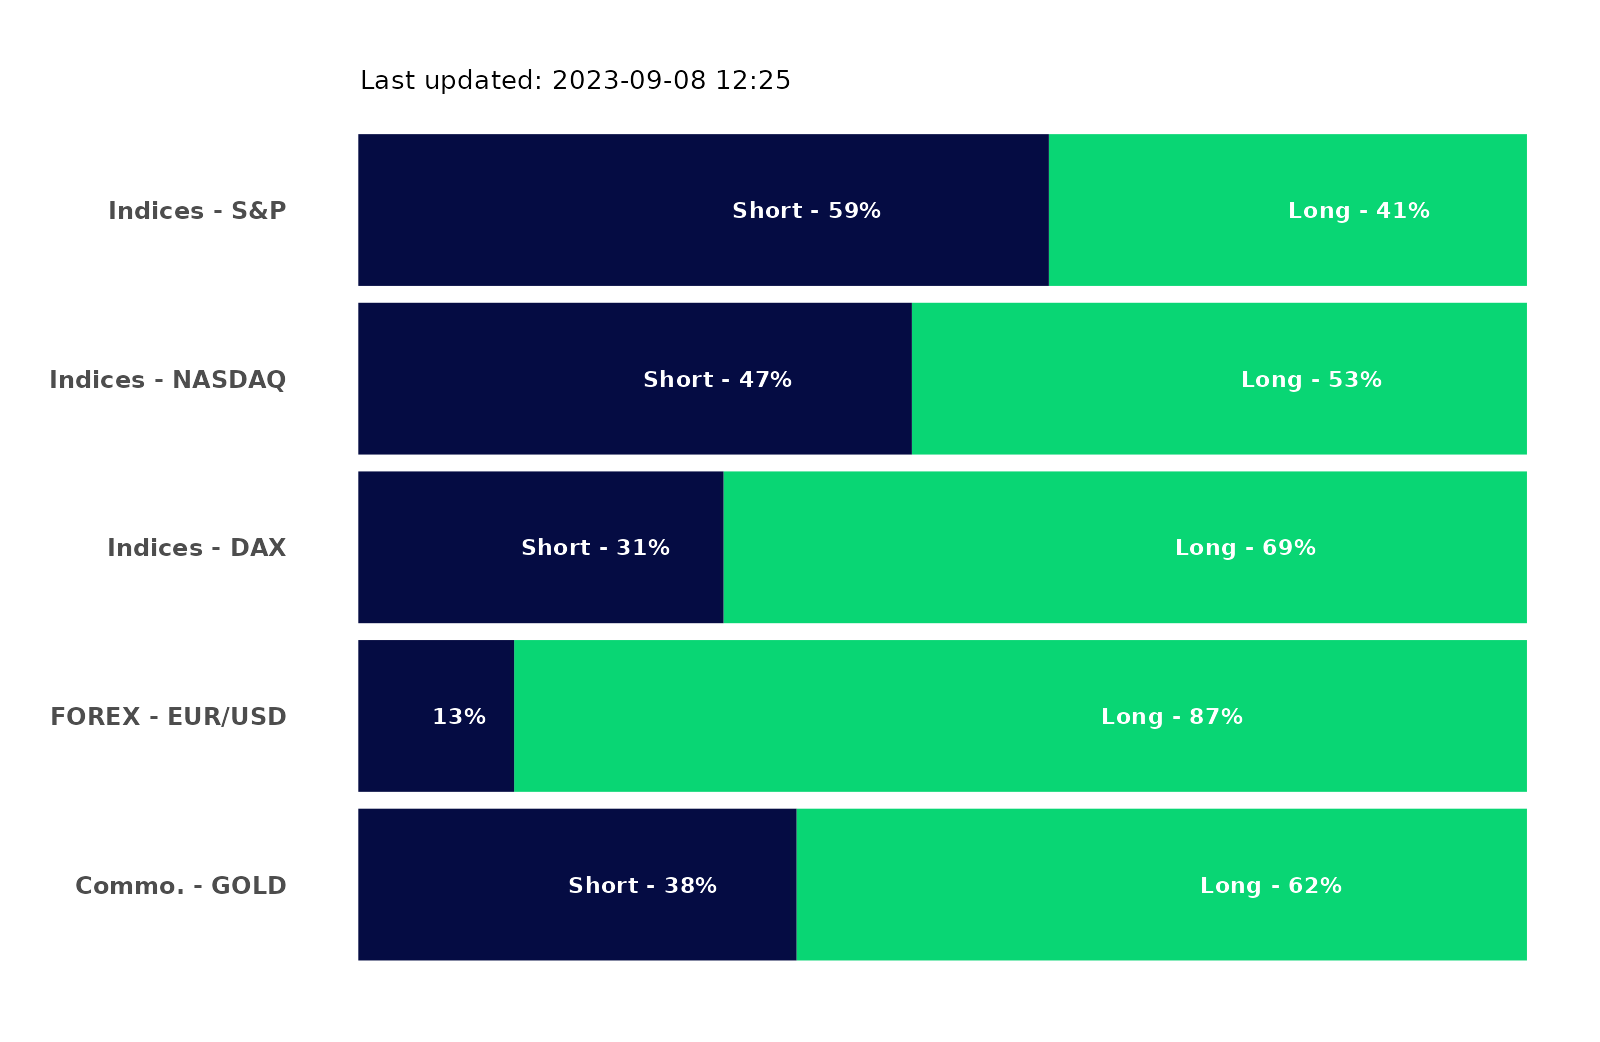 Last updated: 2023-09-08 12:25
Indices - S&P Short - 59% Long - 41%
Indices - NASDAQ Short - 47% Long - 53%
Indices - DAX Short - 31% Long - 69%
FOREX - EUR/USD 13% Long - 87%
Commo. - GOLD Short - 38% Long - 62%